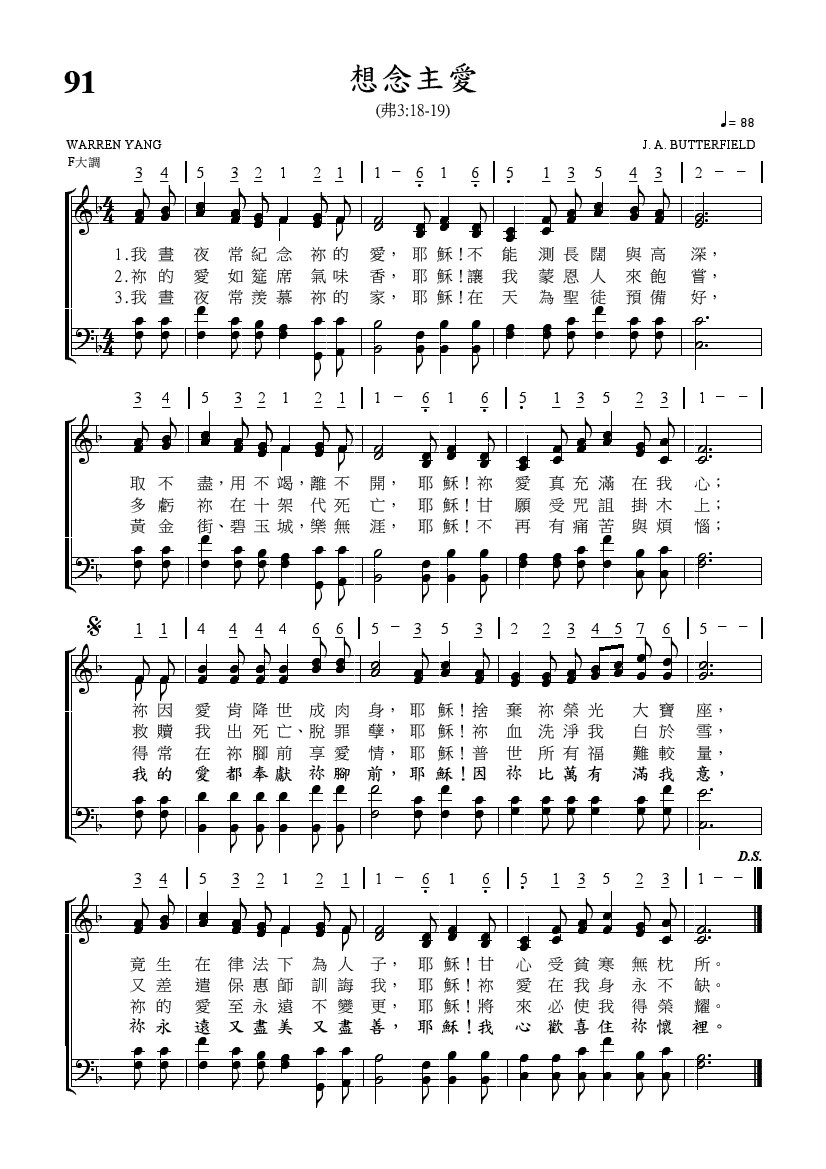 91
想念主愛
(弗3:18-19)
♩= 88
WARREN YANG
J. A. BUTTERFIELD
F大調
3 4 | 5 3 2 1 2 1 | 1 – 6 1 6 | 5 1 3 5 4 3 | 2 – – |
1.我晝夜常紀念祢的愛，耶穌!不能測長闊與高深，
2.祢的愛如筵席氣味香，耶穌!讓我蒙恩人來飽嘗，
3.我晝夜常羨慕祢的家，耶穌!在天為聖徒預備好，
3 4 | 5 3 2 1 2 1 | 1 – 6 1 6 | 5 1 3 5 2 3 | 1 – – |
取不盡，用不竭，離不開，耶穌!祢愛真充滿在我心；
多虧祢在十架代死亡，耶穌!甘願受咒詛掛木上；
黃金街、碧玉城，樂無涯，耶穌!不再有痛苦與煩惱；
1 1 | 4 4 4 4 6 6 | 5 – 3 5 3 | 2 2 3 4 5 7 6 | 5 – – |
祢因愛肯降世成肉身，耶穌!捨棄祢榮光大寶座，
救贖我出死亡、脫罪孽，耶穌!祢血洗淨我白於雪，
得常在祢腳前享愛情，耶穌!普世所有福難較量，
我的愛都奉獻祢腳前，耶穌!因祢比萬有滿我意，
D.S.
3 4 | 5 3 2 1 2 1 | 1 – 6 1 6 | 5 1 3 5 2 3 | 1 – –
竟生在律法下為人子，耶穌!甘心受貧寒無枕所。
又差遣保惠師訓誨我，耶穌!祢愛在我身永不缺。
祢的愛至永遠不變更，耶穌!將來必使我得榮耀。
祢永遠又盡美又盡善，耶穌!我心歡喜住祢懷裡。